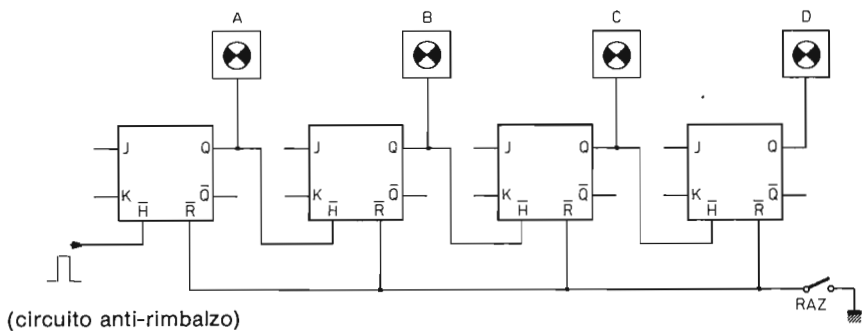 A B C D
J Q J Q J Q J Q
K Q̅ K Q̅ K Q̅ K Q̅
H̅ R̅ H̅ R̅ H̅ R̅ H̅ R̅
RAZ
(circuito anti-rimbalzo)